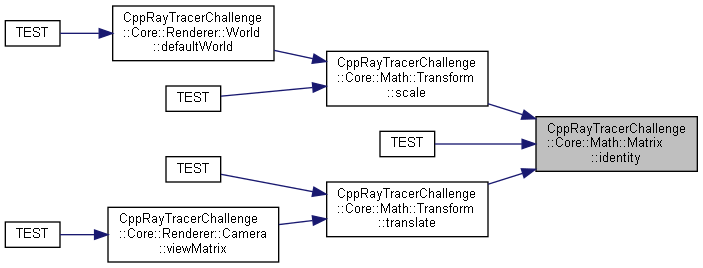 TEST
CppRayTracerChallenge
::Core::Renderer::World
::defaultWorld
CppRayTracerChallenge
::Core::Math::Transform
::scale
TEST
CppRayTracerChallenge
::Core::Math::Matrix
::identity
TEST
TEST
CppRayTracerChallenge
::Core::Math::Transform
::translate
CppRayTracerChallenge
::Core::Renderer::Camera
::viewMatrix
TEST